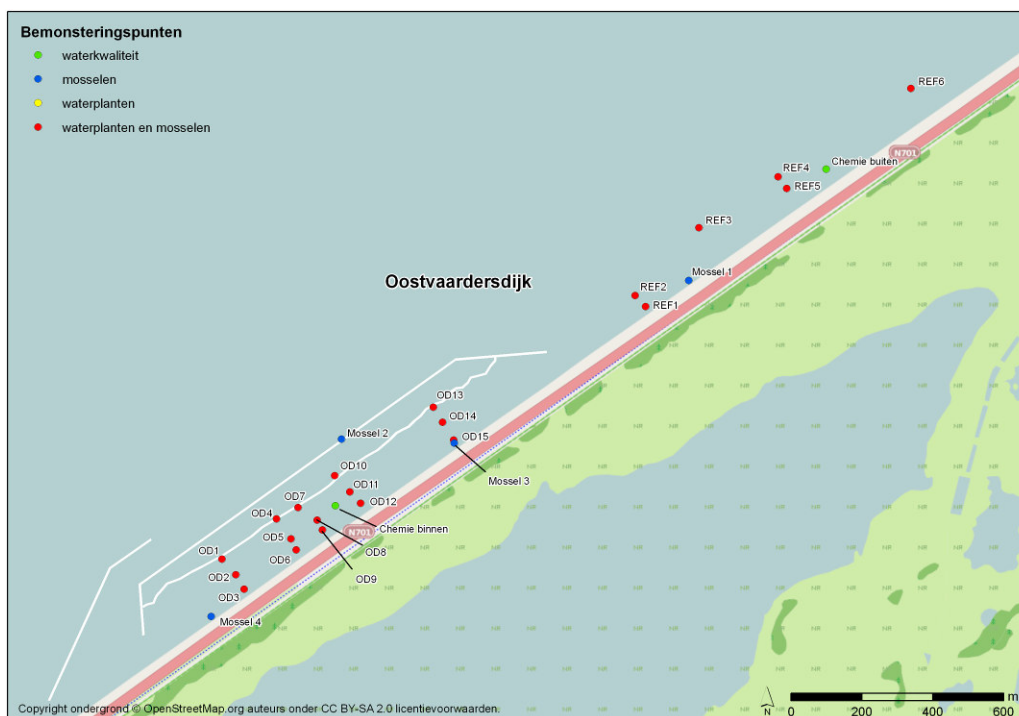 Bemonsteringspunten
waterkwaliteit
mosselen
waterplanten
waterplanten en mosselen
REF6
N701
Chemie buiten
REF4
REF5
REF3
Mossel 1
Oostvaardersdijk
REF2
REF1
OD13
OD14
Mossel 2
OD15
OD10
Mossel 3
OD11
OD7
OD12
OD4
Chemie binnen
N701
OD5
OD8
OD1
OD6
OD9
OD2
OD3
Mossel 4
Copyright ondergrond © OpenStreetMap.org auteurs onder CC BY-SA 2.0 licentievoorwaarden.
N
m
0 200 400 600